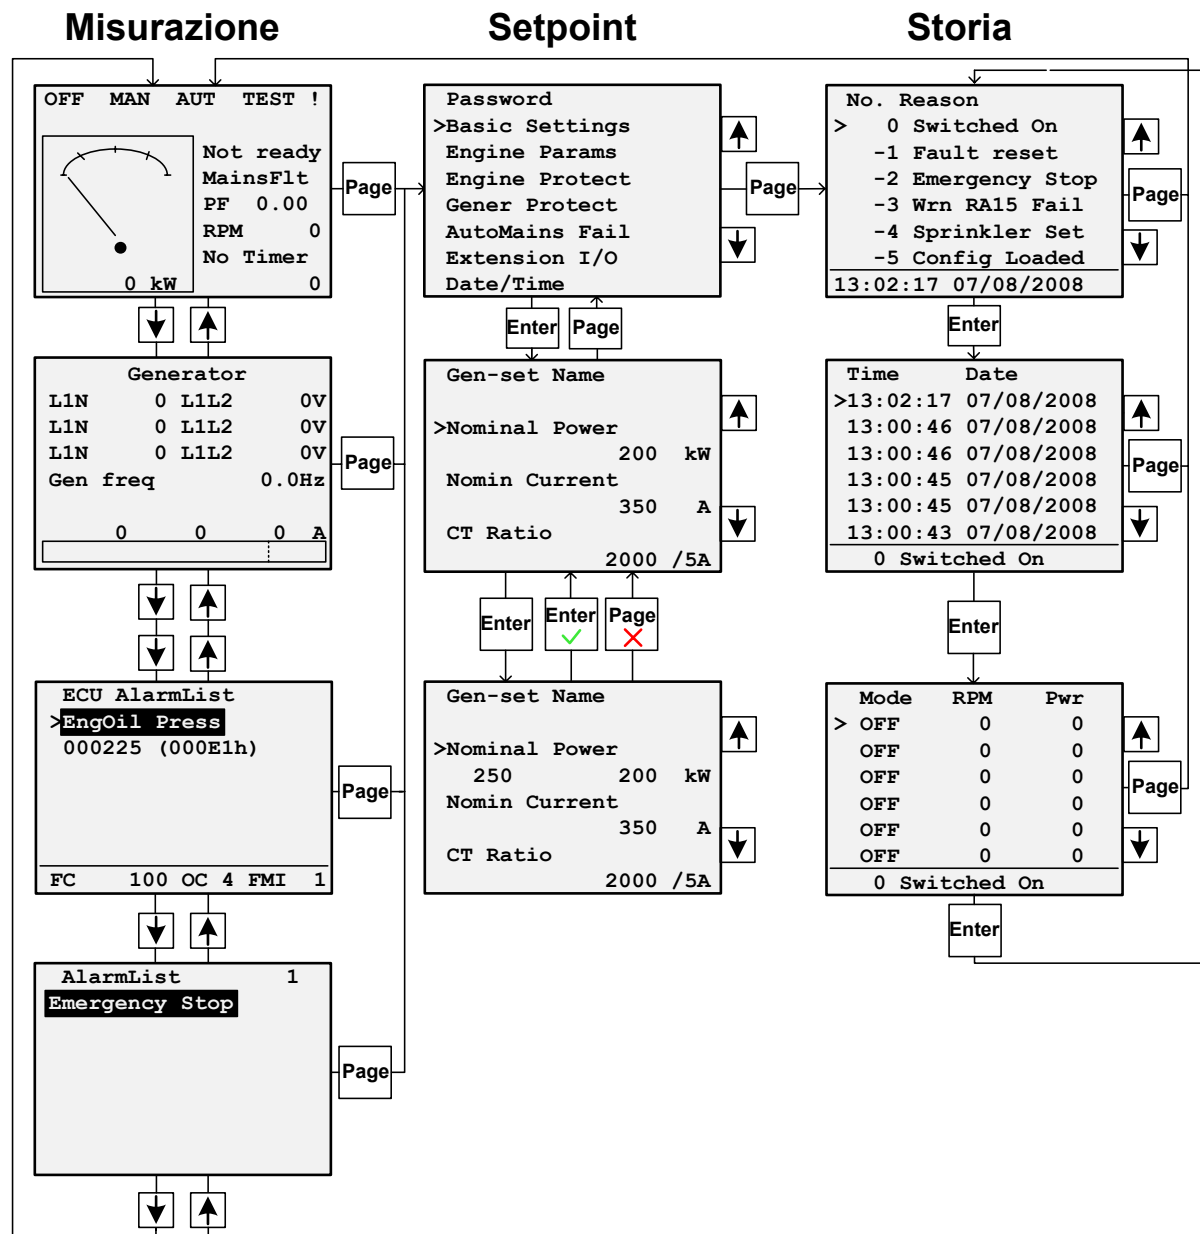 Misurazione
Setpoint
Storia
OFF MAN AUT TEST !
Not ready
MainsFlt
PF 0.00
RPM 0
No Timer
0 kW 0
Page
Generator
L1N 0 L1L2 0V
L1N 0 L1L2 0V
L1N 0 L1L2 0V
Gen freq 0.0Hz
0 0 0 A
Page
ECU AlarmList
>EngOil Press
000225 (000E1h)
FC 100 OC 4 FMI 1
Page
AlarmList 1
Emergency Stop
Page
Password
>Basic Settings
Engine Params
Engine Protect
Gener Protect
AutoMains Fail
Extension I/O
Date/Time
Page
Enter Page
Gen-set Name
>Nominal Power
200 kW
Nomin Current
350 A
CT Ratio
2000 /5A
Enter Enter Page
Gen-set Name
>Nominal Power
250 200 kW
Nomin Current
350 A
CT Ratio
2000 /5A
No. Reason
> 0 Switched On
-1 Fault reset
-2 Emergency Stop
-3 Wrn RA15 Fail
-4 Sprinkler Set
-5 Config Loaded
13:02:17 07/08/2008
Page
Enter
Time Date
>13:02:17 07/08/2008
13:00:46 07/08/2008
13:00:46 07/08/2008
13:00:45 07/08/2008
13:00:45 07/08/2008
13:00:43 07/08/2008
0 Switched On
Page
Enter
Mode RPM Pwr
> OFF 0 0
OFF 0 0
OFF 0 0
OFF 0 0
OFF 0 0
OFF 0 0
0 Switched On
Page
Enter